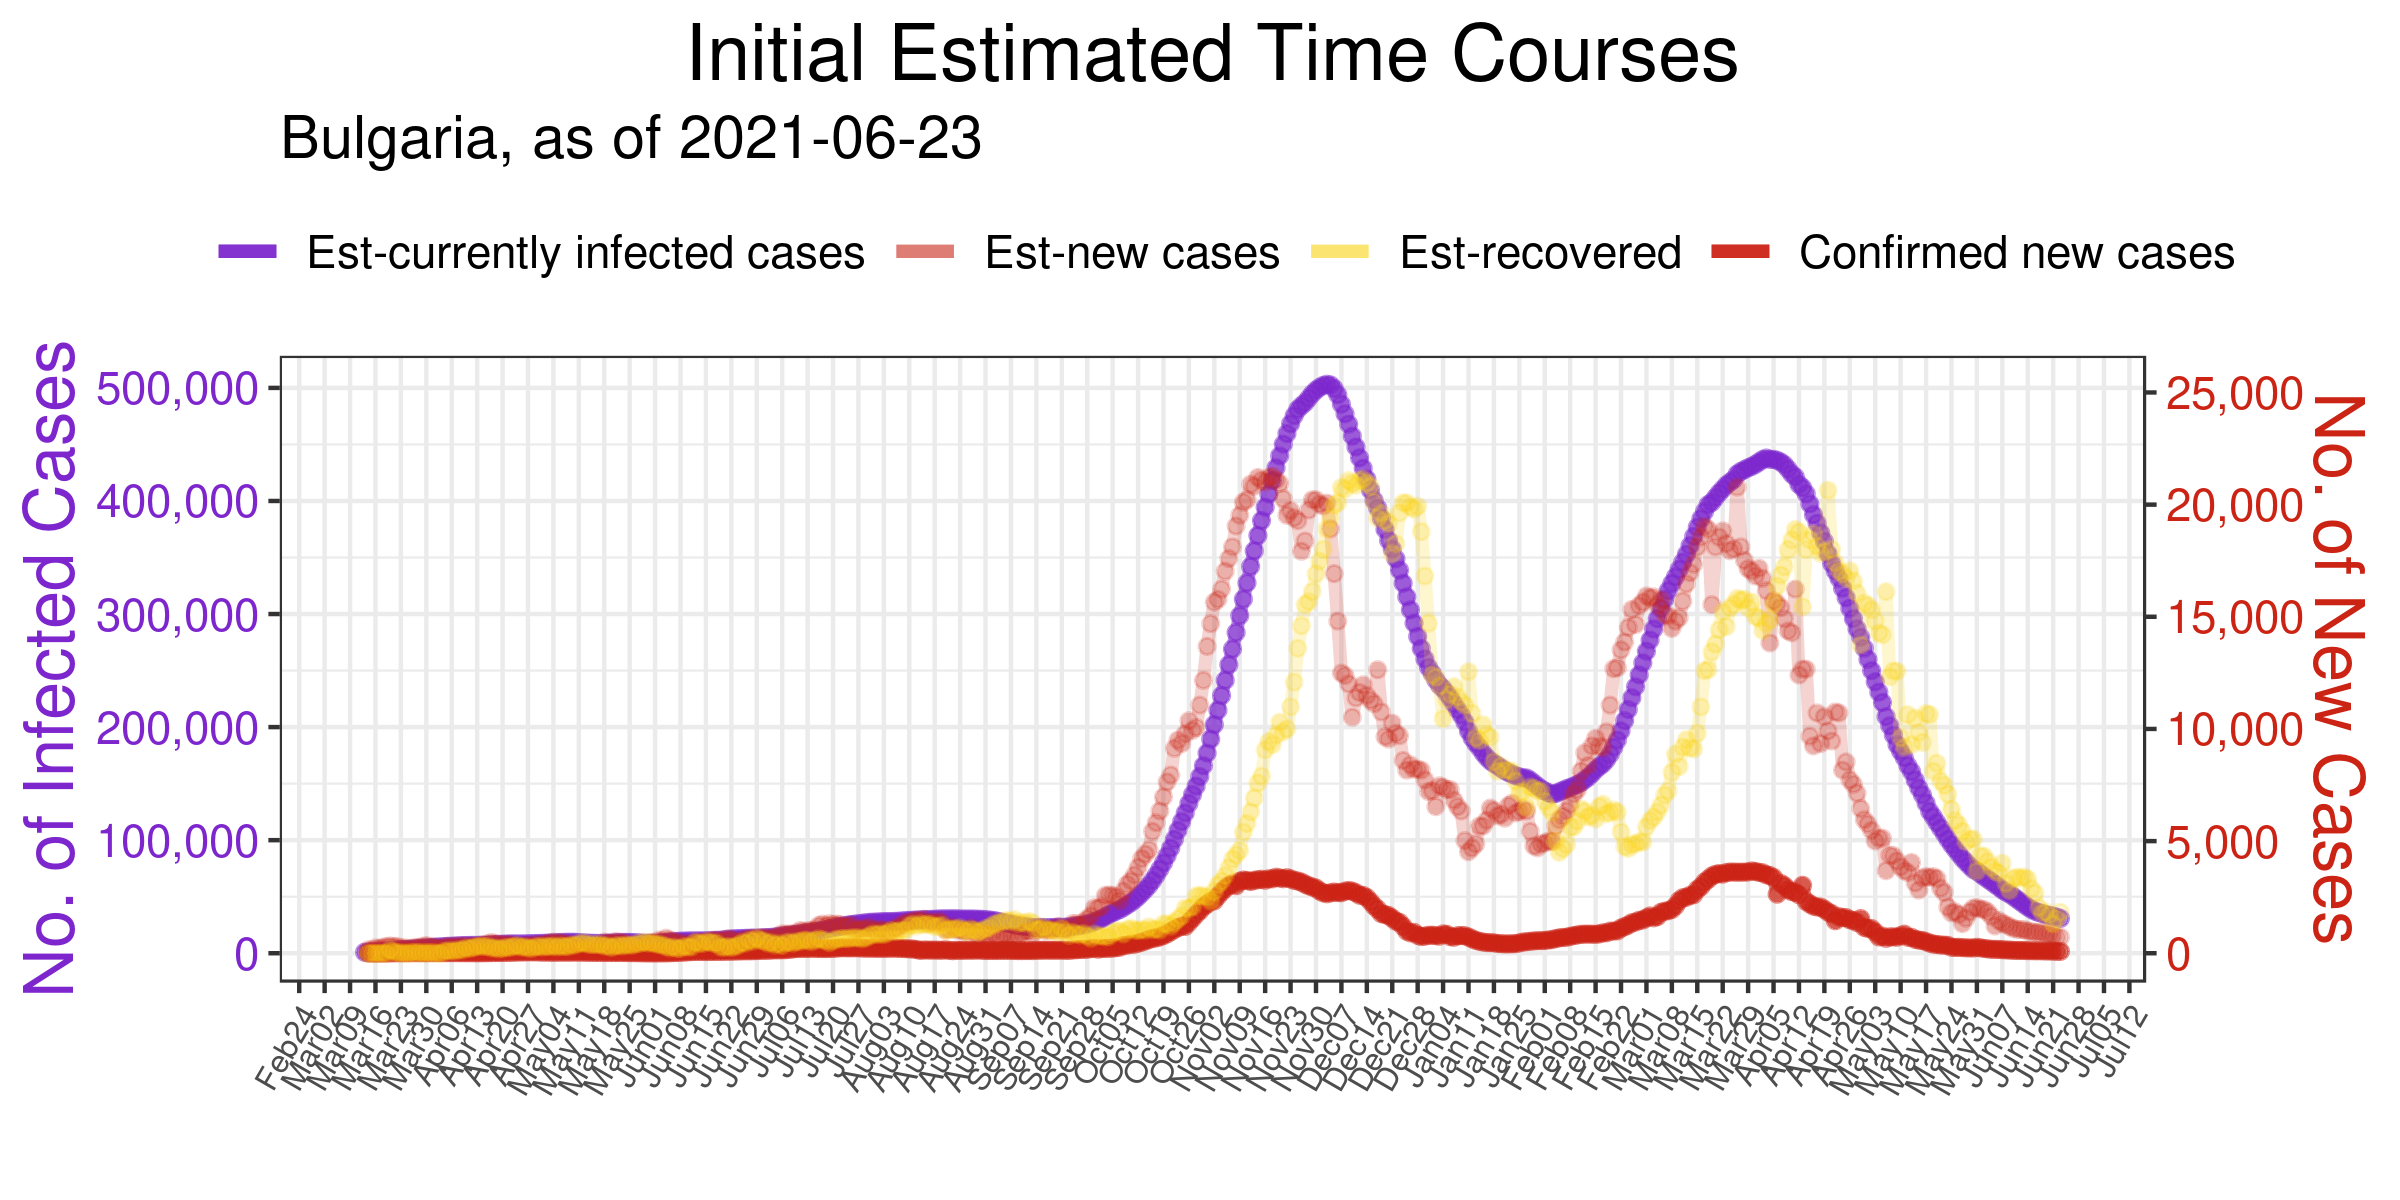 Initial Estimated Time Courses
Bulgaria, as of 2021-06-23
Est-currently infected cases
Est-new cases
Est-recovered
Confirmed new cases
No. of Infected Cases
500,000
400,000
300,000
200,000
100,000
0
25,000
20,000
15,000
10,000
5,000
0
No. of New Cases
Feb24
Mar02
Mar09
Mar16
Mar23
Mar30
Apr06
Apr13
Apr20
Apr27
May04
May11
May18
May25
Jun01
Jun08
Jun15
Jun22
Jun29
Jul06
Jul13
Jul20
Jul27
Aug03
Aug10
Aug17
Aug24
Aug31
Sep07
Sep14
Sep21
Sep28
Oct05
Oct12
Oct19
Oct26
Nov02
Nov09
Nov16
Nov23
Nov30
Dec07
Dec14
Dec21
Dec28
Jan04
Jan11
Jan18
Jan25
Feb01
Feb08
Feb15
Feb22
Mar01
Mar08
Mar15
Mar22
Mar29
Apr05
Apr12
Apr19
Apr26
May03
May10
May17
May24
May31
Jun07
Jun14
Jun21
Jun28
Jul05
Jul12